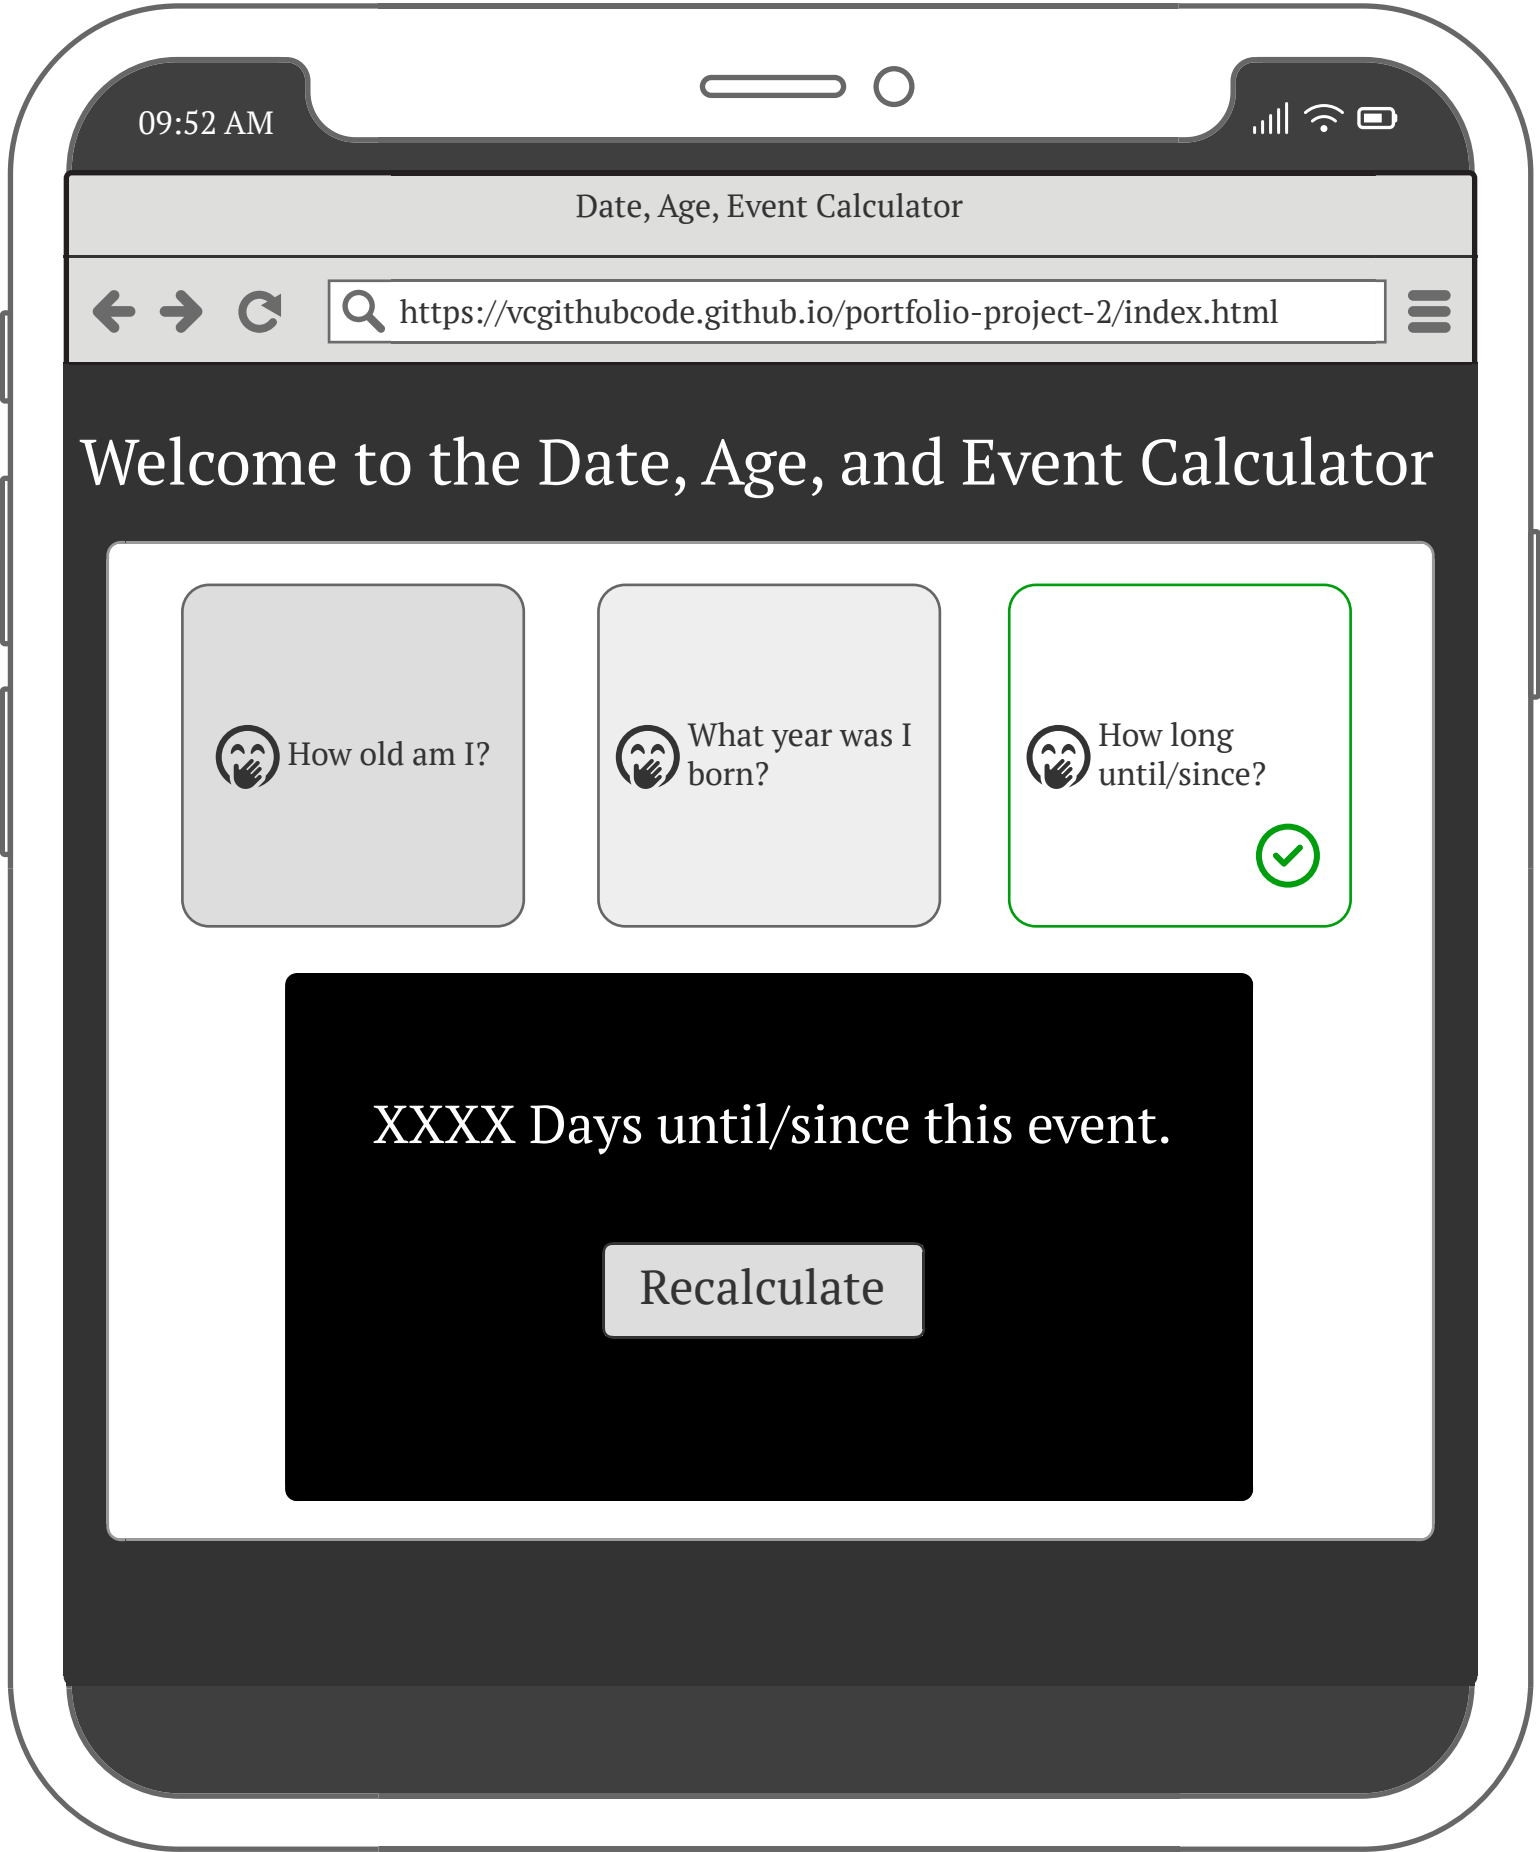 09:52 AM
Date, Age, Event Calculator
https://vcgithubcode.github.io/portfolio-project-2/index.html
Welcome to the Date, Age, and Event Calculator
How old am I?
What year was I
born?
How long
until/since?
XXXX Days until/since this event.
Recalculate